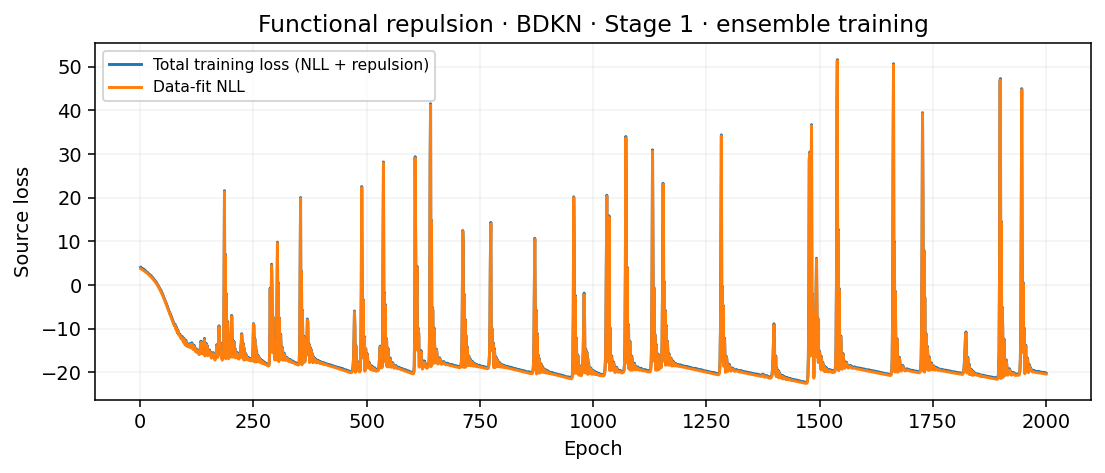 Functional repulsion · BDKN · Stage 1 · ensemble training
Total training loss (NLL + repulsion)
Data-fit NLL
Source loss
50
40
30
20
10
0
−10
−20
0 250 500 750 1000 1250 1500 1750 2000
Epoch